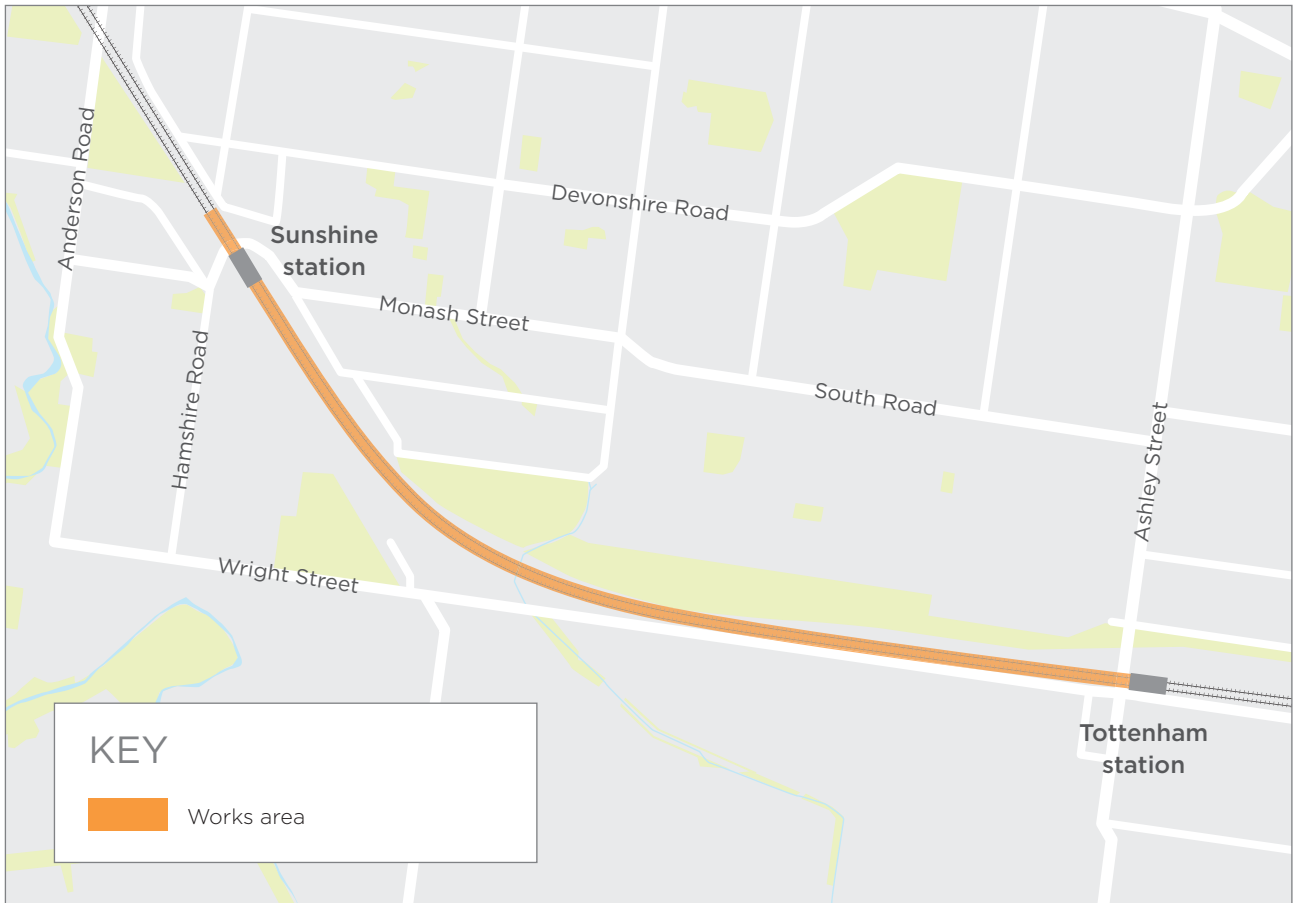 Anderson Road
Devonshire Road
Sunshine
station
Monash Street
Hamshire Road
South Road
Ashley Street
Wright Street
Tottenham
station
KEY
Works area